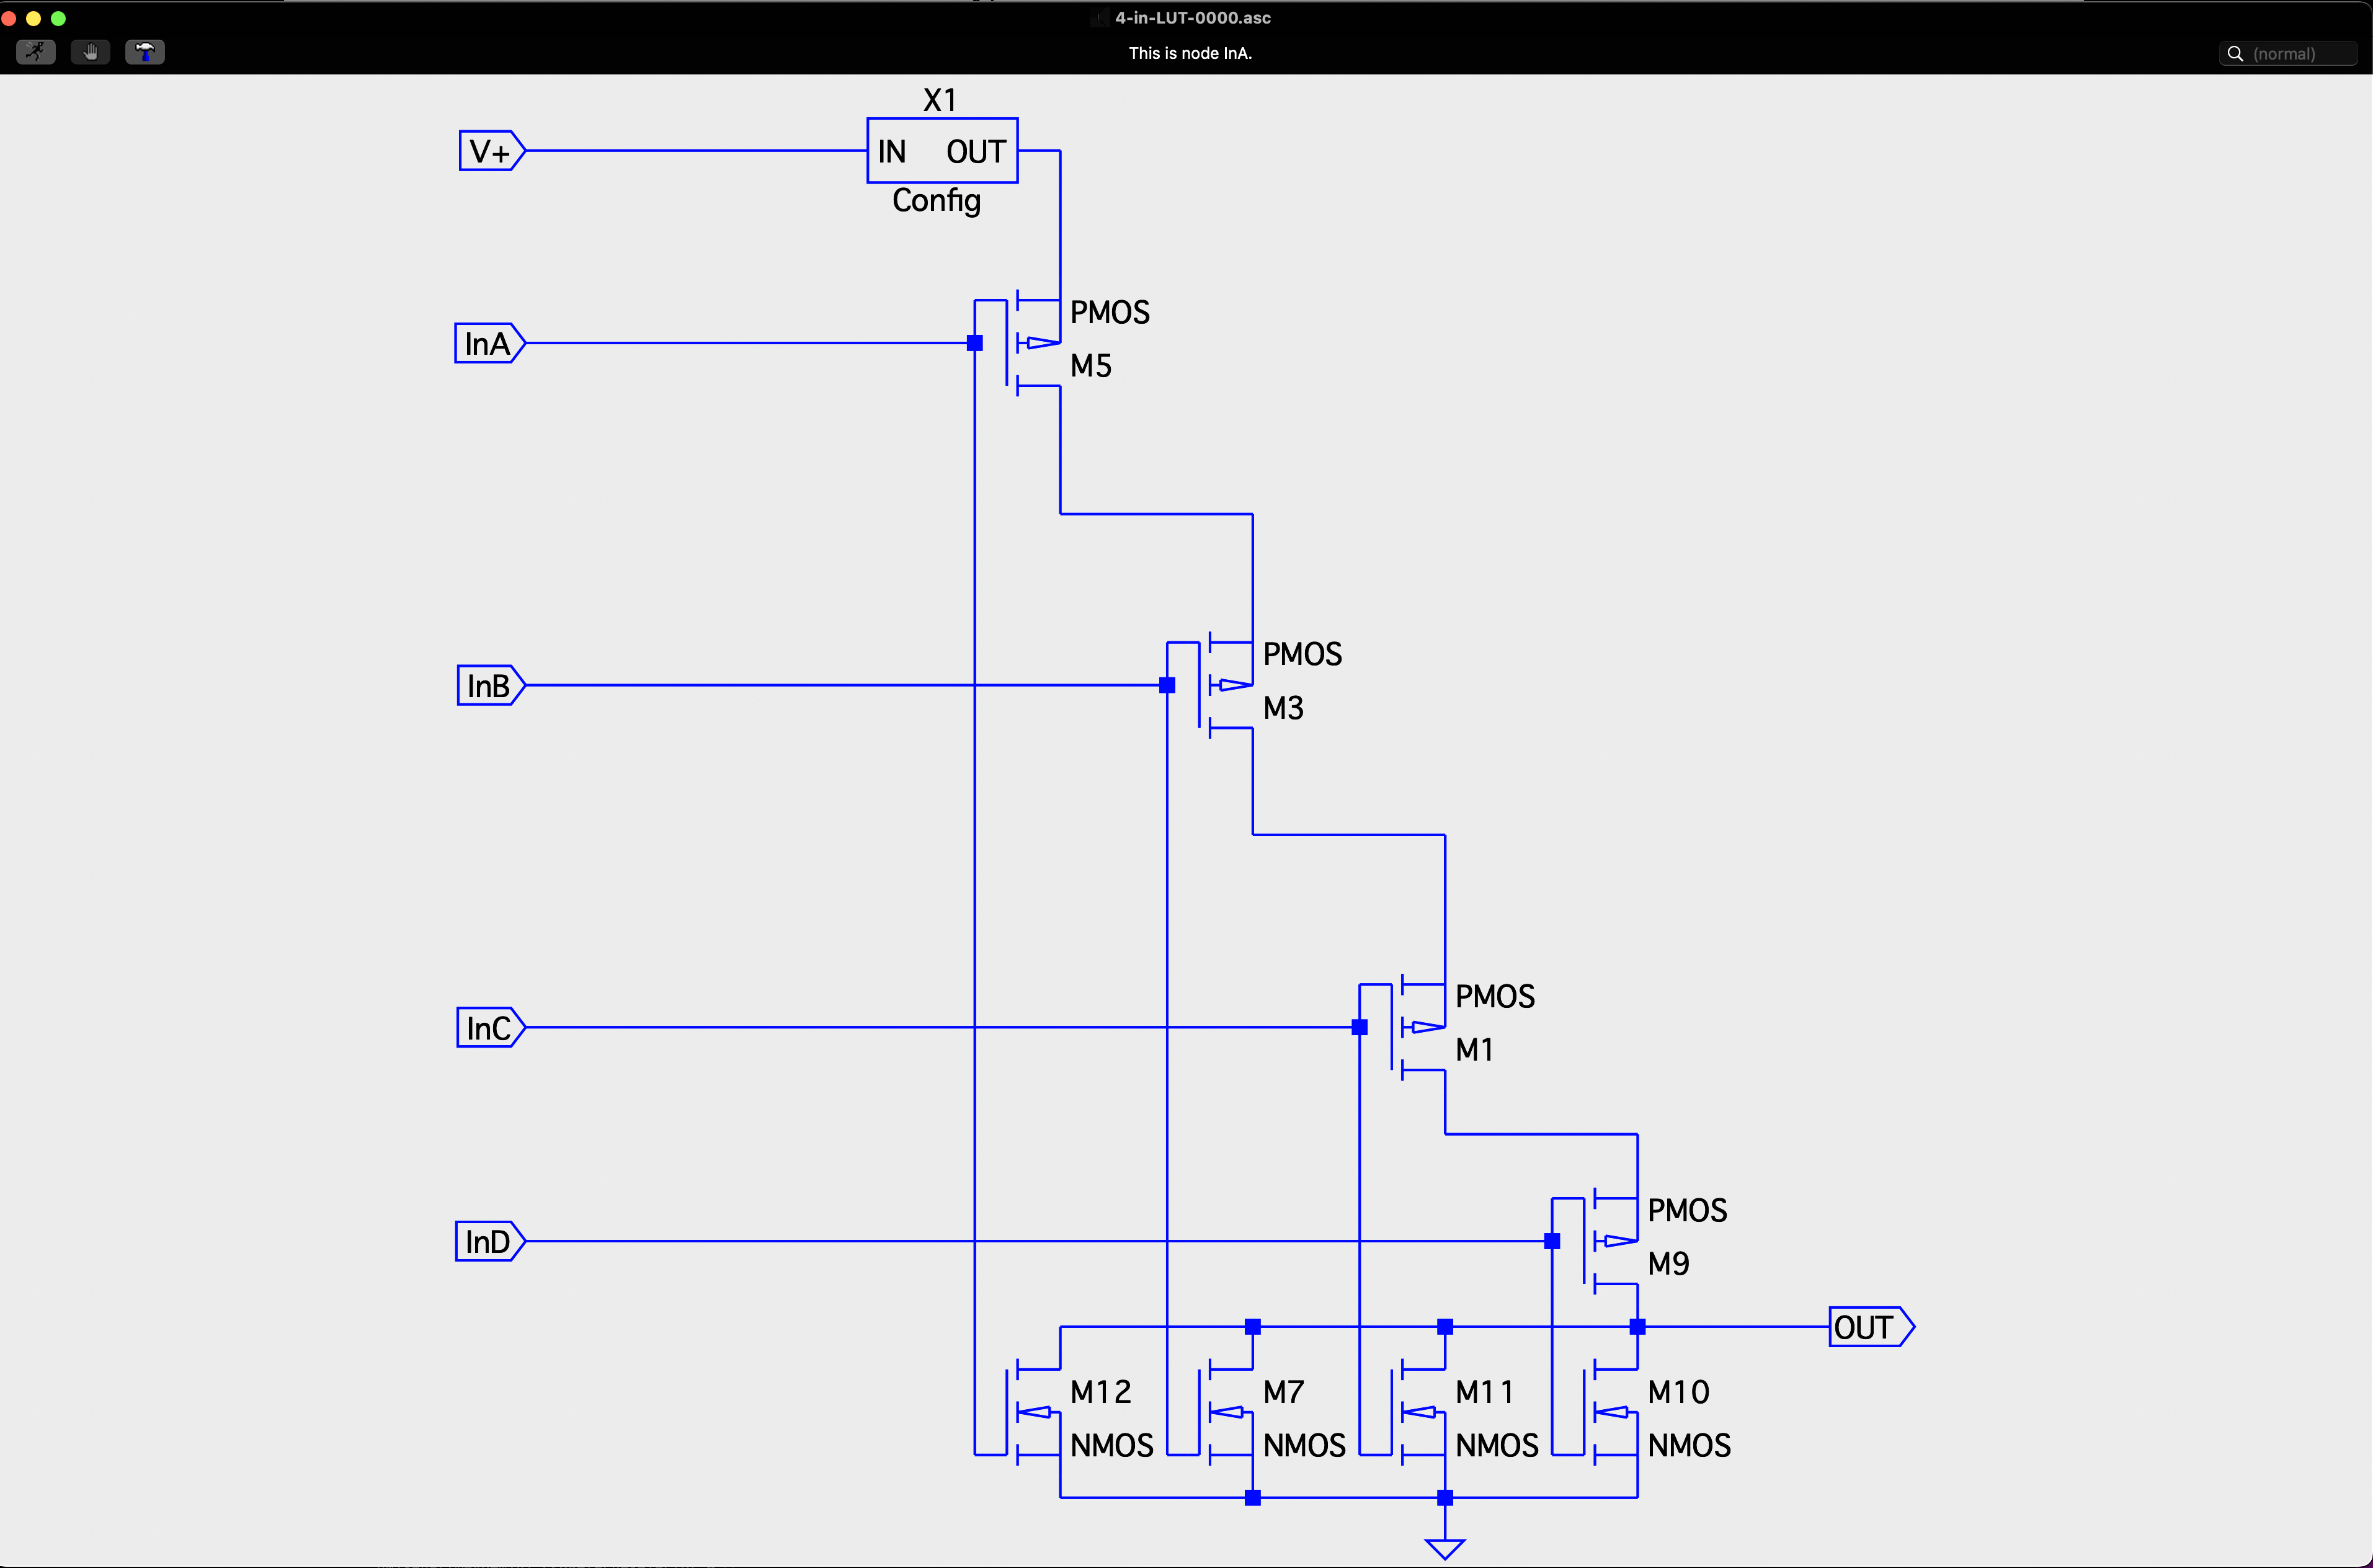 4-in-LUT-0000.asc
This is node InA.
(normal)
X1
V+
IN OUT
Config
PMOS
InA
M5
PMOS
InB
M3
PMOS
InC
M1
PMOS
InD
M9
OUT
M12 M7 M11 M10
NMOS NMOS NMOS NMOS